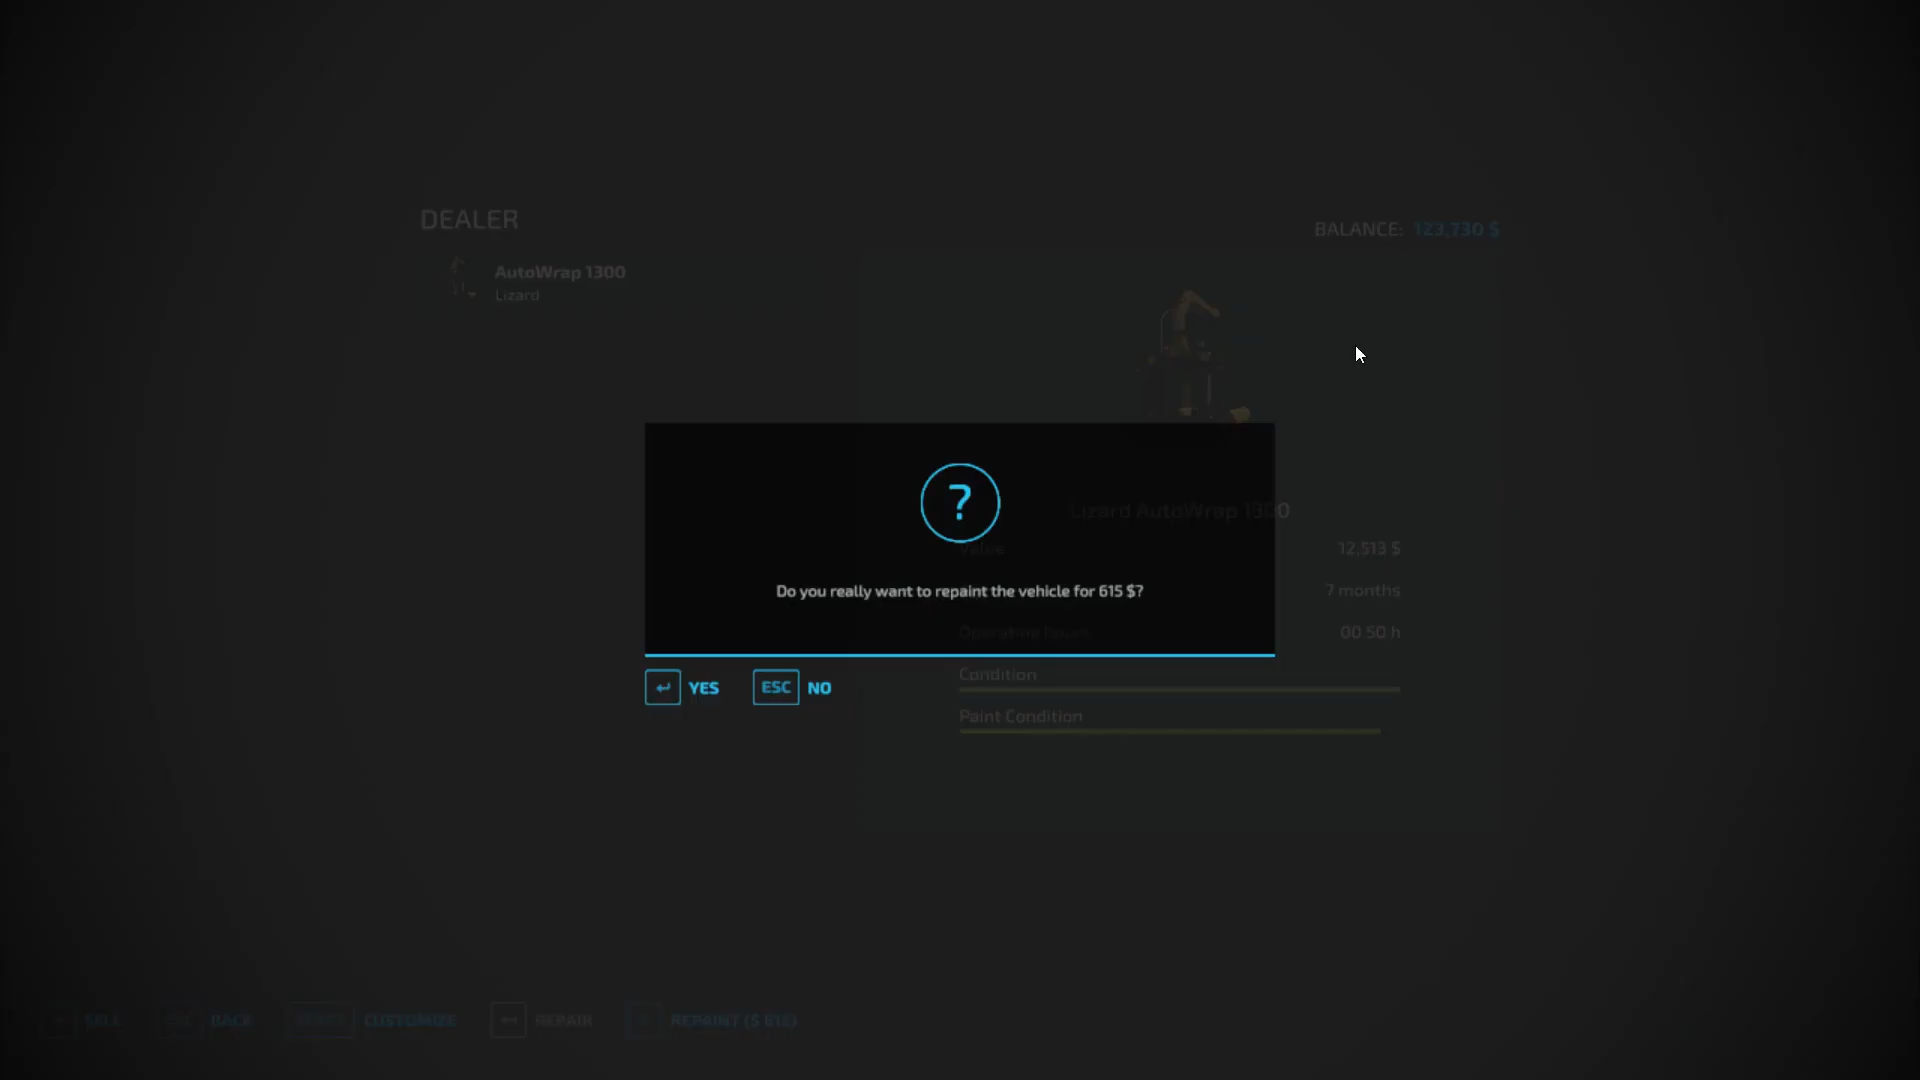 DEALER
BALANCE: 123,730 $
AutoWrap 1300
Lizard
?
Lizard AutoWrap 1300
Value
12,513 $
Do you really want to repaint the vehicle for 615 $?
7 months
Operating hours
00:50 h
Condition
ESC
YES
NO
Paint Condition
SELL
ESC
BACK
CUSTOMIZE
REPAIR
REPAINT ($ 615)